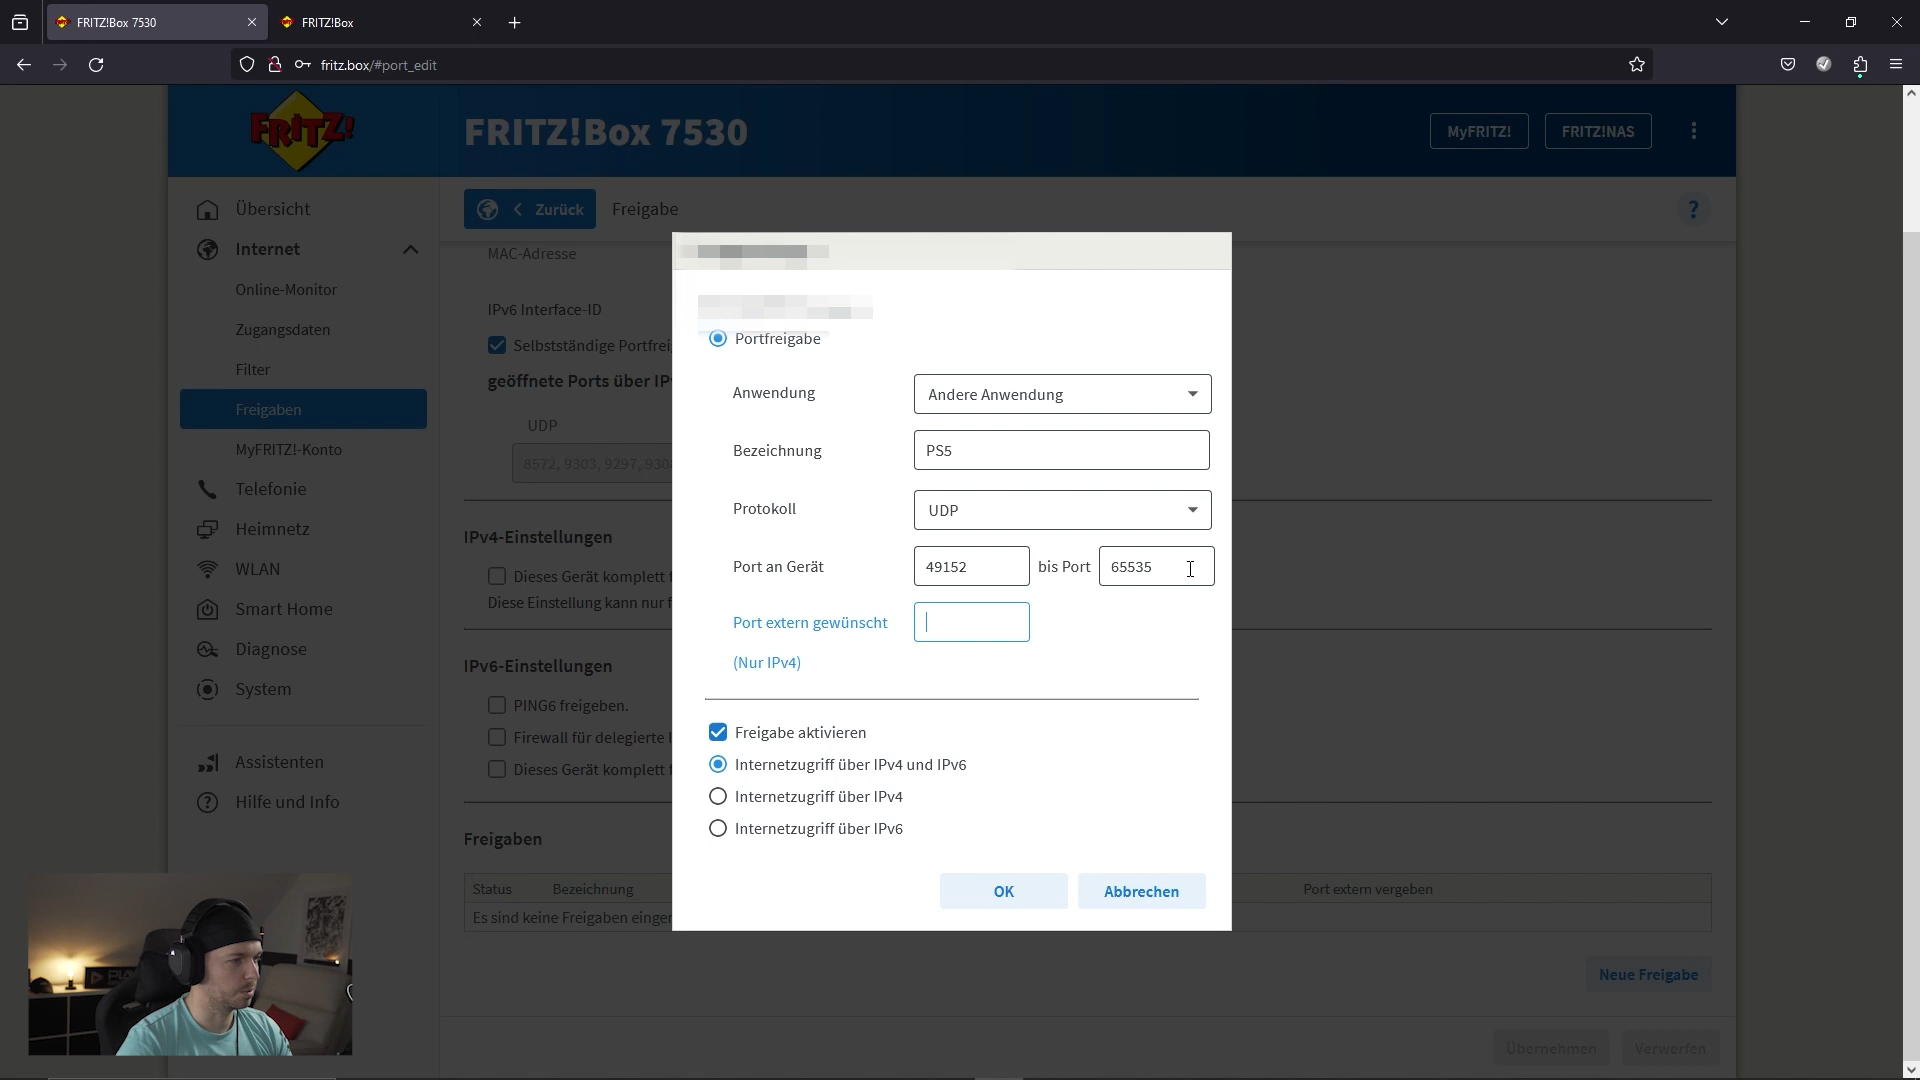 FRITZ!Box 7530
FRITZ!Box
fritz.box/#port_edit
FRITZ!
FRITZ!Box 7530
MyFRITZ!
FRITZ!NAS
Übersicht
Internet
Online-Monitor
Zugangsdaten
Filter
Freigaben
MyFRITZ!-Konto
Telefonie
Heimnetz
WLAN
Smart Home
Diagnose
System
Assistenten
Hilfe und Info
Zurück
Freigabe
?
MAC-Adresse
IPv6 Interface-ID
Selbstständige Portfrei
geöffnete Ports über IP
UDP
8572, 9303, 9297, 930
IPv4-Einstellungen
Dieses Gerät komplett f
Diese Einstellung kann nur f
IPv6-Einstellungen
PING6 freigeben.
Firewall für delegierte
Dieses Gerät komplett f
Freigaben
Status Bezeichnung Port extern vergeben
Es sind keine Freigaben einger
Neue Freigabe
Übernehmen
Verwerfen
Portfreigabe
Anwendung Andere Anwendung
Bezeichnung PS5
Protokoll UDP
Port an Gerät 49152 bis Port 65535
Port extern gewünscht
(Nur IPv4)
Freigabe aktivieren
Internetzugriff über IPv4 und IPv6
Internetzugriff über IPv4
Internetzugriff über IPv6
OK
Abbrechen